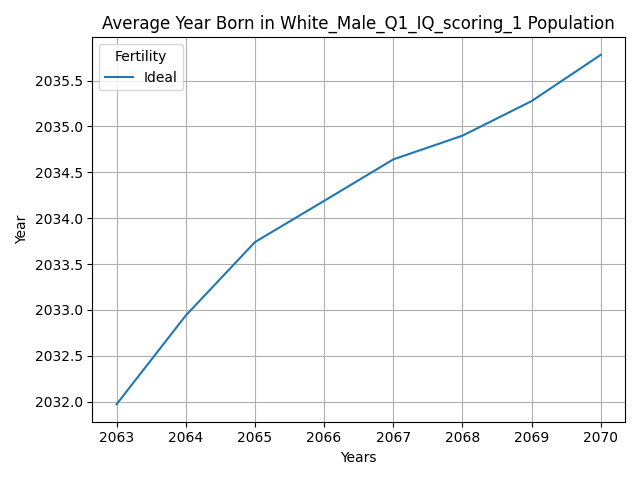 Average Year Born in White_Male_Q1_IQ_scoring_1 Population
Fertility
Ideal
2035.5
2035.0
2034.5
2034.0
2033.5
2033.0
2032.5
2032.0
Year
2063 2064 2065 2066 2067 2068 2069 2070
Years